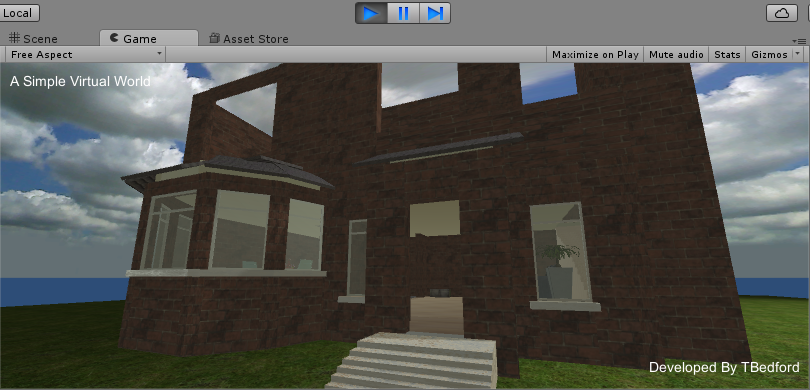 Local
Scene Game Asset Store
Free Aspect Maximize on Play Mute audio Stats Gizmos
A Simple Virtual World
Developed By TBedford